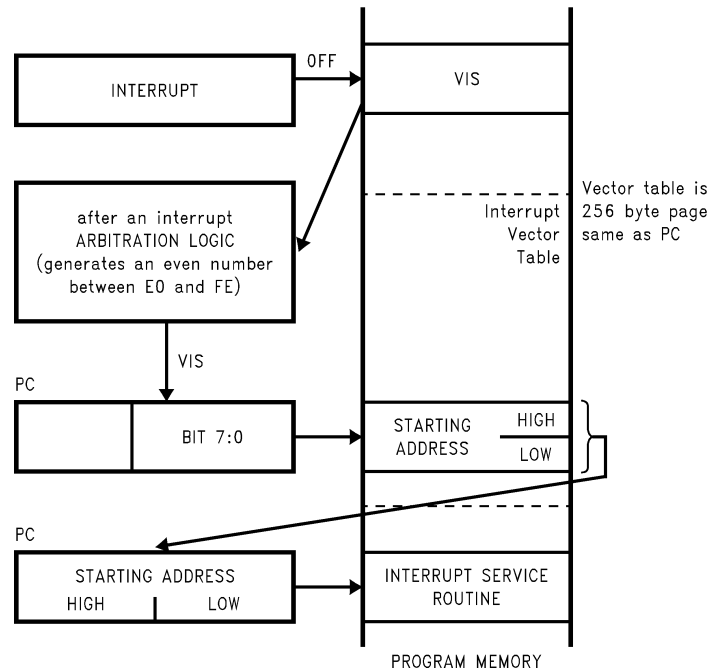 OFF
INTERRUPT
VIS
after an interrupt
ARBITRATION LOGIC
(generates an even number
between E0 and FE)
Interrupt
Vector
Table
Vector table is
256 byte page
same as PC
VIS
PC
BIT 7:0
STARTING
ADDRESS
HIGH
LOW
PC
STARTING ADDRESS
HIGH LOW
INTERRUPT SERVICE
ROUTINE
PROGRAM MEMORY